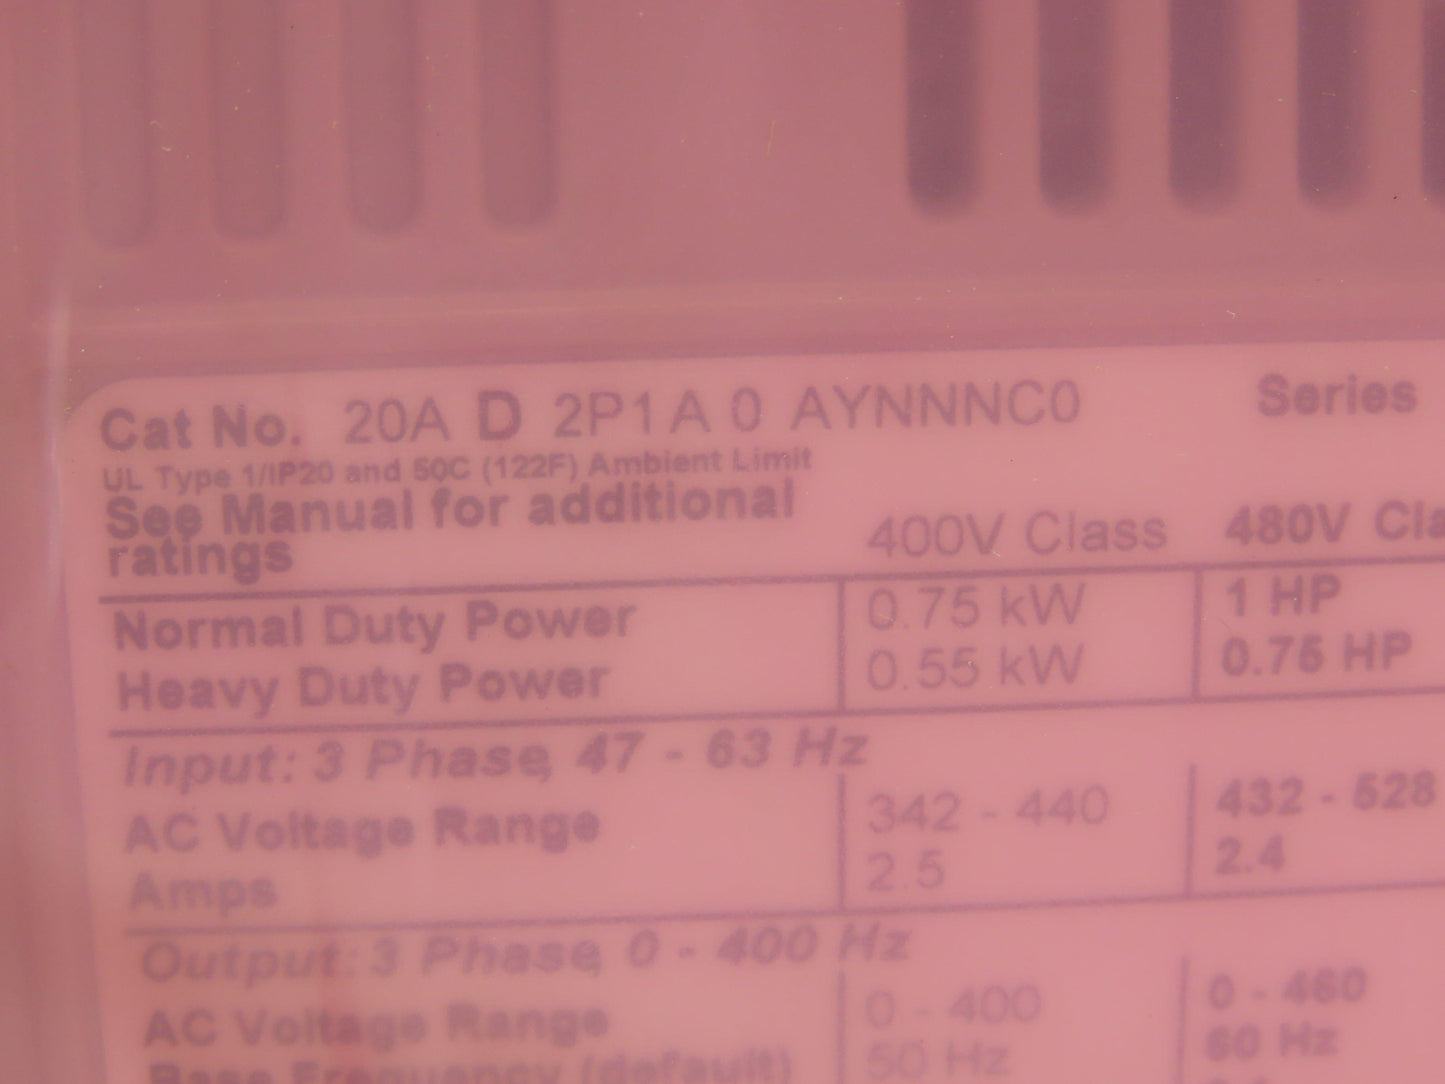 Cat No. 20A D 2P1 A 0 AYNNNC0 Series
UL Type 1/IP20 and 50C (122F) Ambient Limit
See Manual for additional
ratings 400V Class 480V Cla
Normal Duty Power 0.75 kW 1 HP
Heavy Duty Power 0.55 kW 0.75 HP
Input: 3 Phase, 47 - 63 Hz
AC Voltage Range 342 - 440 432 - 528
Amps 2.5 2.4
Output: 3 Phase, 0 - 400 Hz
AC Voltage Range 0 - 400 0 - 460
Base Frequency (default) 50 Hz 60 Hz